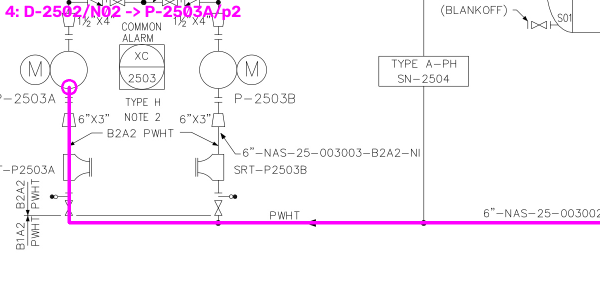 4: D-2502/N02 -> P-2503A/p2
1½"X4" 1½"X4"
(BLANKOFF)
S01
COMMON
ALARM
M
XC
2503
M
TYPE A-PH
SN-2504
P-2503A
TYPE H
NOTE 2
P-2503B
6"X3"
6"X3"
B2A2 PWHT
6"-NAS-25-003003-B2A2-NI
T-P2503A
SRT-P2503B
B2A2
PWHT
B1A2
PWHT
PWHT
6"-NAS-25-003002